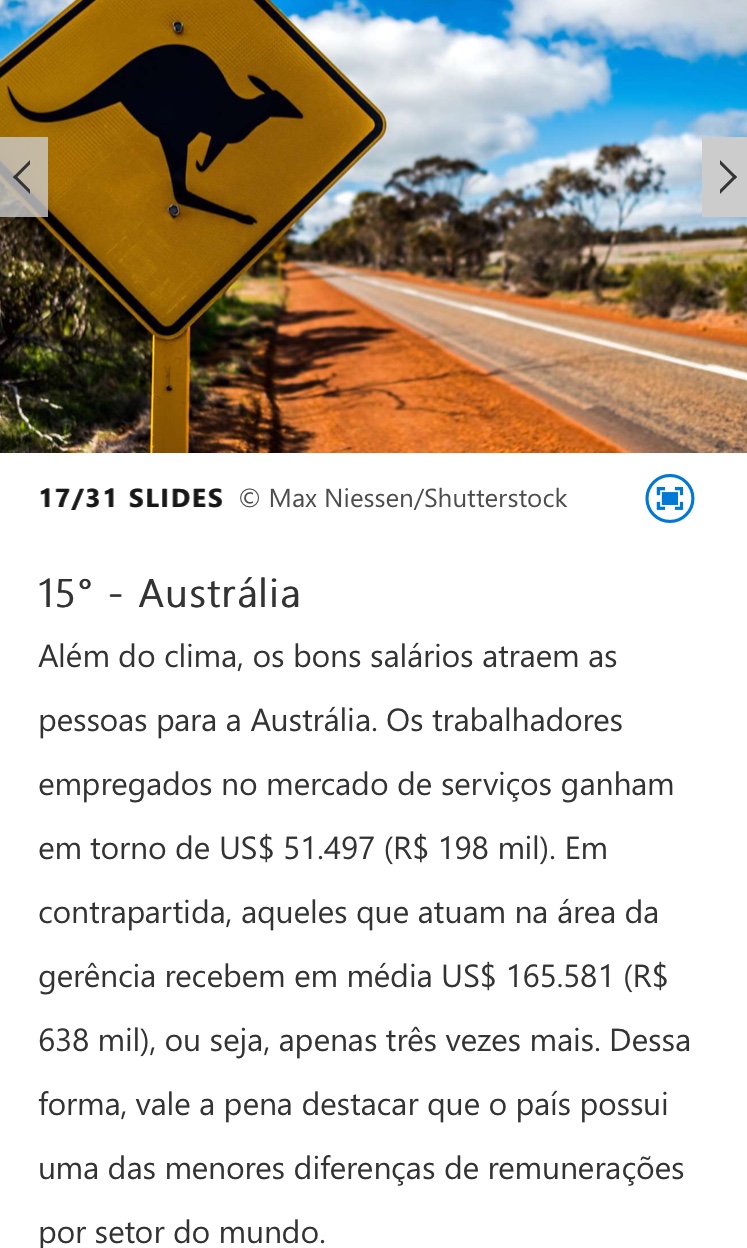 17/31 SLIDES © Max Niessen/Shutterstock
15° - Austrália
Além do clima, os bons salários atraem as
pessoas para a Austrália. Os trabalhadores
empregados no mercado de serviços ganham
em torno de US$ 51.497 (R$ 198 mil). Em
contrapartida, aqueles que atuam na área da
gerência recebem em média US$ 165.581 (R$
638 mil), ou seja, apenas três vezes mais. Dessa
forma, vale a pena destacar que o país possui
uma das menores diferenças de remunerações
por setor do mundo.